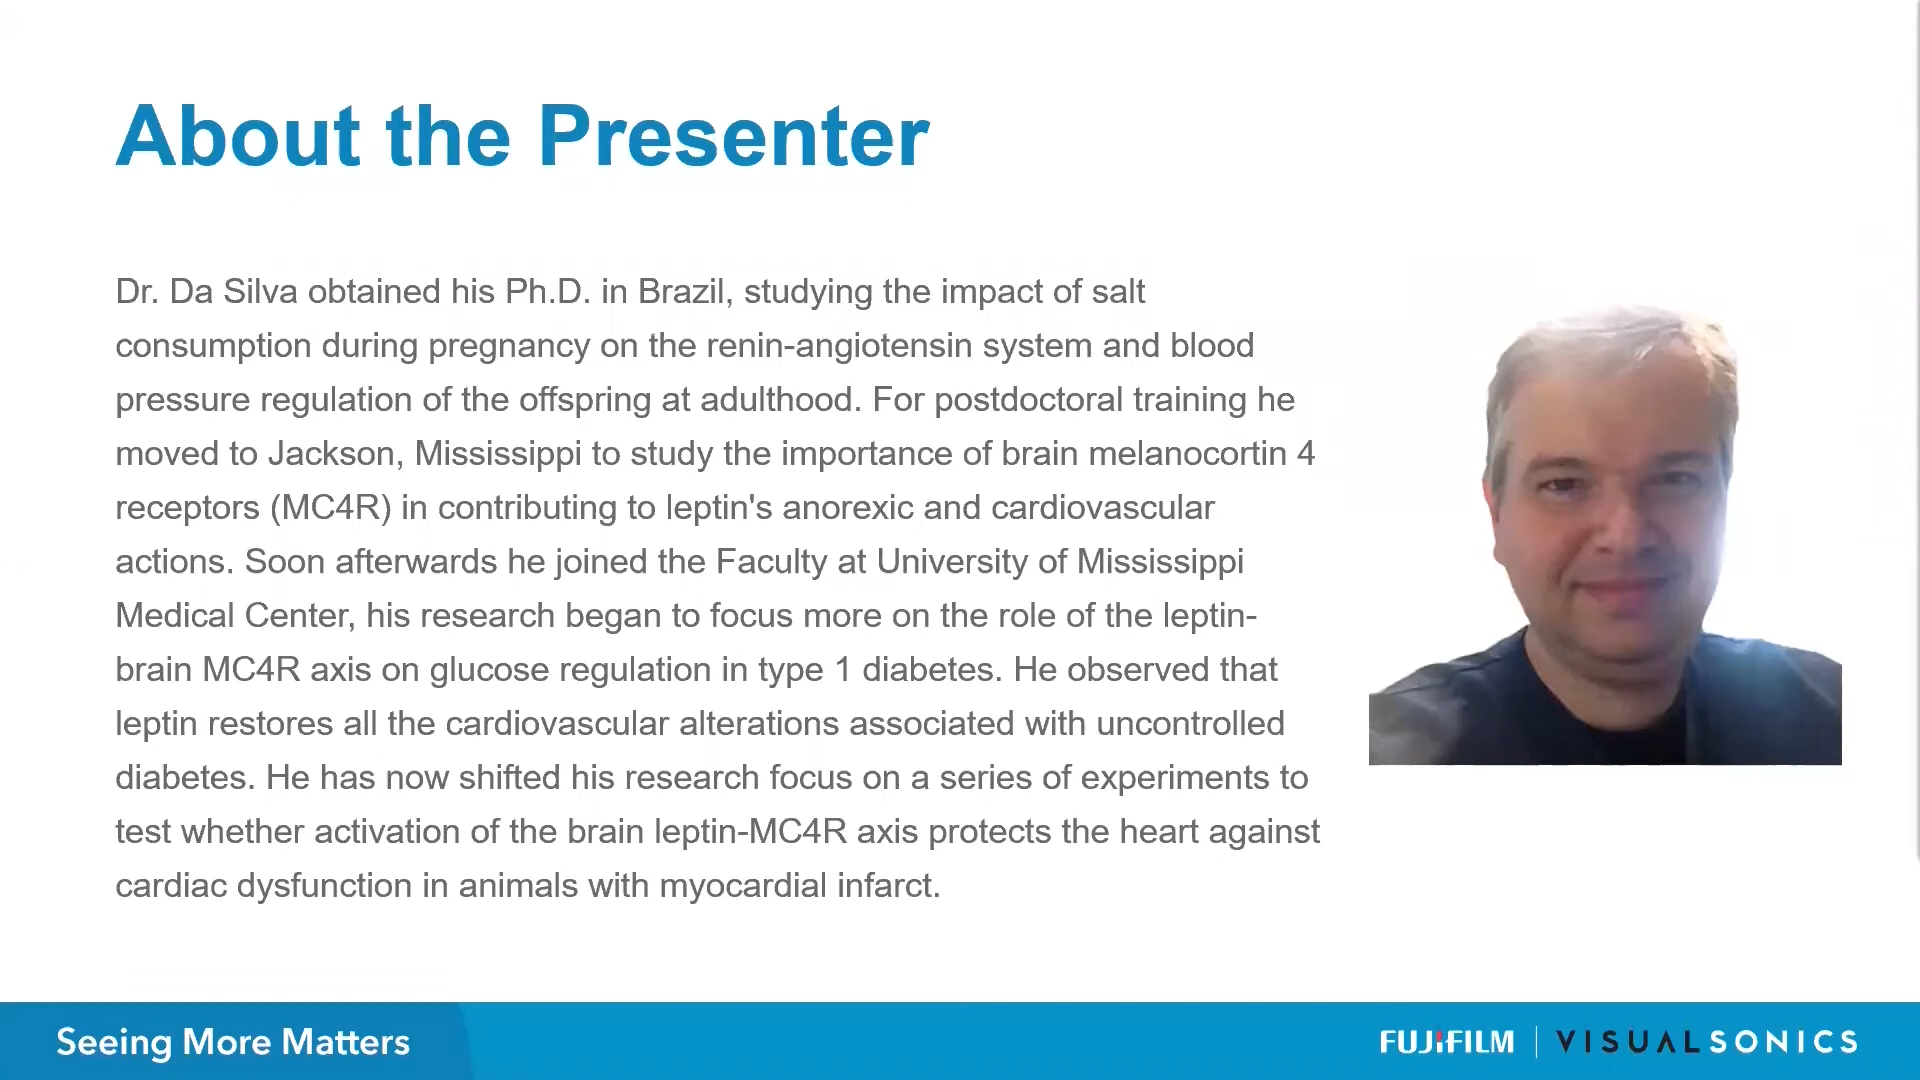 About the Presenter
Dr. Da Silva obtained his Ph.D. in Brazil, studying the impact of salt
consumption during pregnancy on the renin-angiotensin system and blood
pressure regulation of the offspring at adulthood. For postdoctoral training he
moved to Jackson, Mississippi to study the importance of brain melanocortin 4
receptors (MC4R) in contributing to leptin's anorexic and cardiovascular
actions. Soon afterwards he joined the Faculty at University of Mississippi
Medical Center, his research began to focus more on the role of the leptin-
brain MC4R axis on glucose regulation in type 1 diabetes. He observed that
leptin restores all the cardiovascular alterations associated with uncontrolled
diabetes. He has now shifted his research focus on a series of experiments to
test whether activation of the brain leptin-MC4R axis protects the heart against
cardiac dysfunction in animals with myocardial infarct.
Seeing More Matters
FUJIFILM | VISUALSONICS